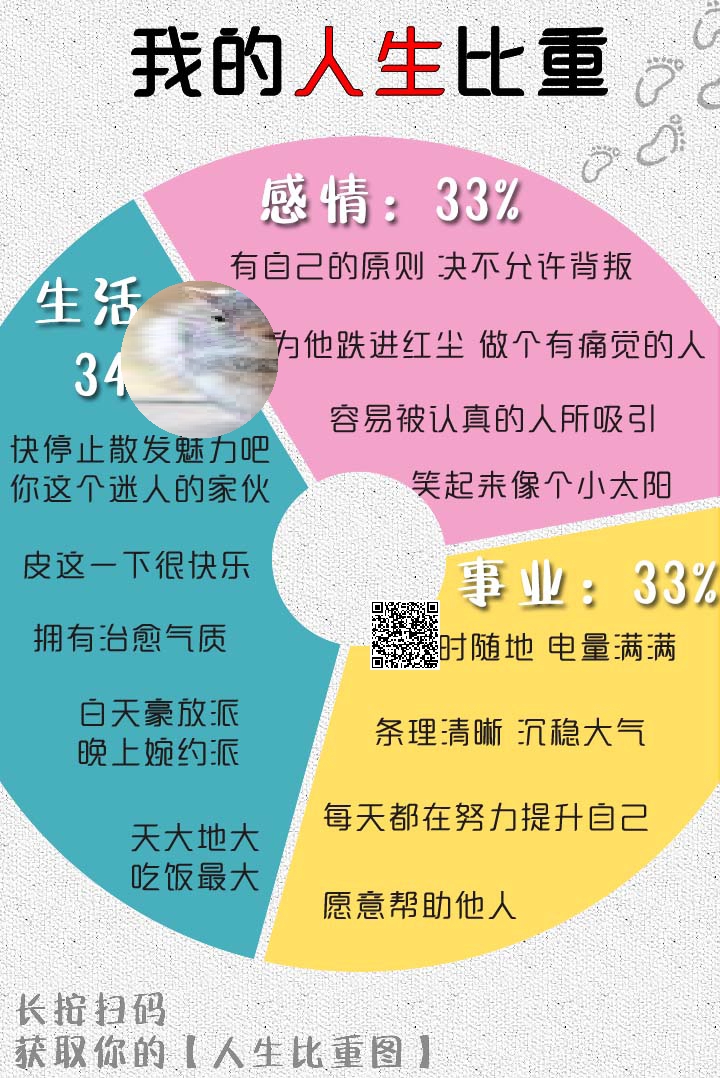 我的人生比重
感情：33%
有自己的原则 决不允许背叛
为他跌进红尘 做个有痛觉的人
容易被认真的人所吸引
笑起来像个小太阳
生活
34
快停止散发魅力吧
你这个迷人的家伙
皮这一下很快乐
拥有治愈气质
白天豪放派
晚上婉约派
天大地大
吃饭最大
事业：33%
时随地 电量满满
条理清晰 沉稳大气
每天都在努力提升自己
愿意帮助他人
长按扫码
获取你的【人生比重图】